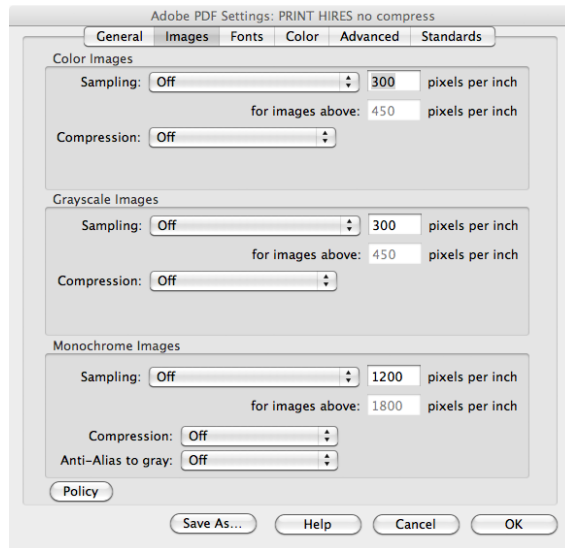 Adobe PDF Settings: PRINT HIRES no compress
General Images Fonts Color Advanced Standards
Color Images
Sampling: Off 300 pixels per inch
for images above: 450 pixels per inch
Compression: Off
Grayscale Images
Sampling: Off 300 pixels per inch
for images above: 450 pixels per inch
Compression: Off
Monochrome Images
Sampling: Off 1200 pixels per inch
for images above: 1800 pixels per inch
Compression: Off
Anti-Alias to gray: Off
Policy
Save As... Help Cancel OK